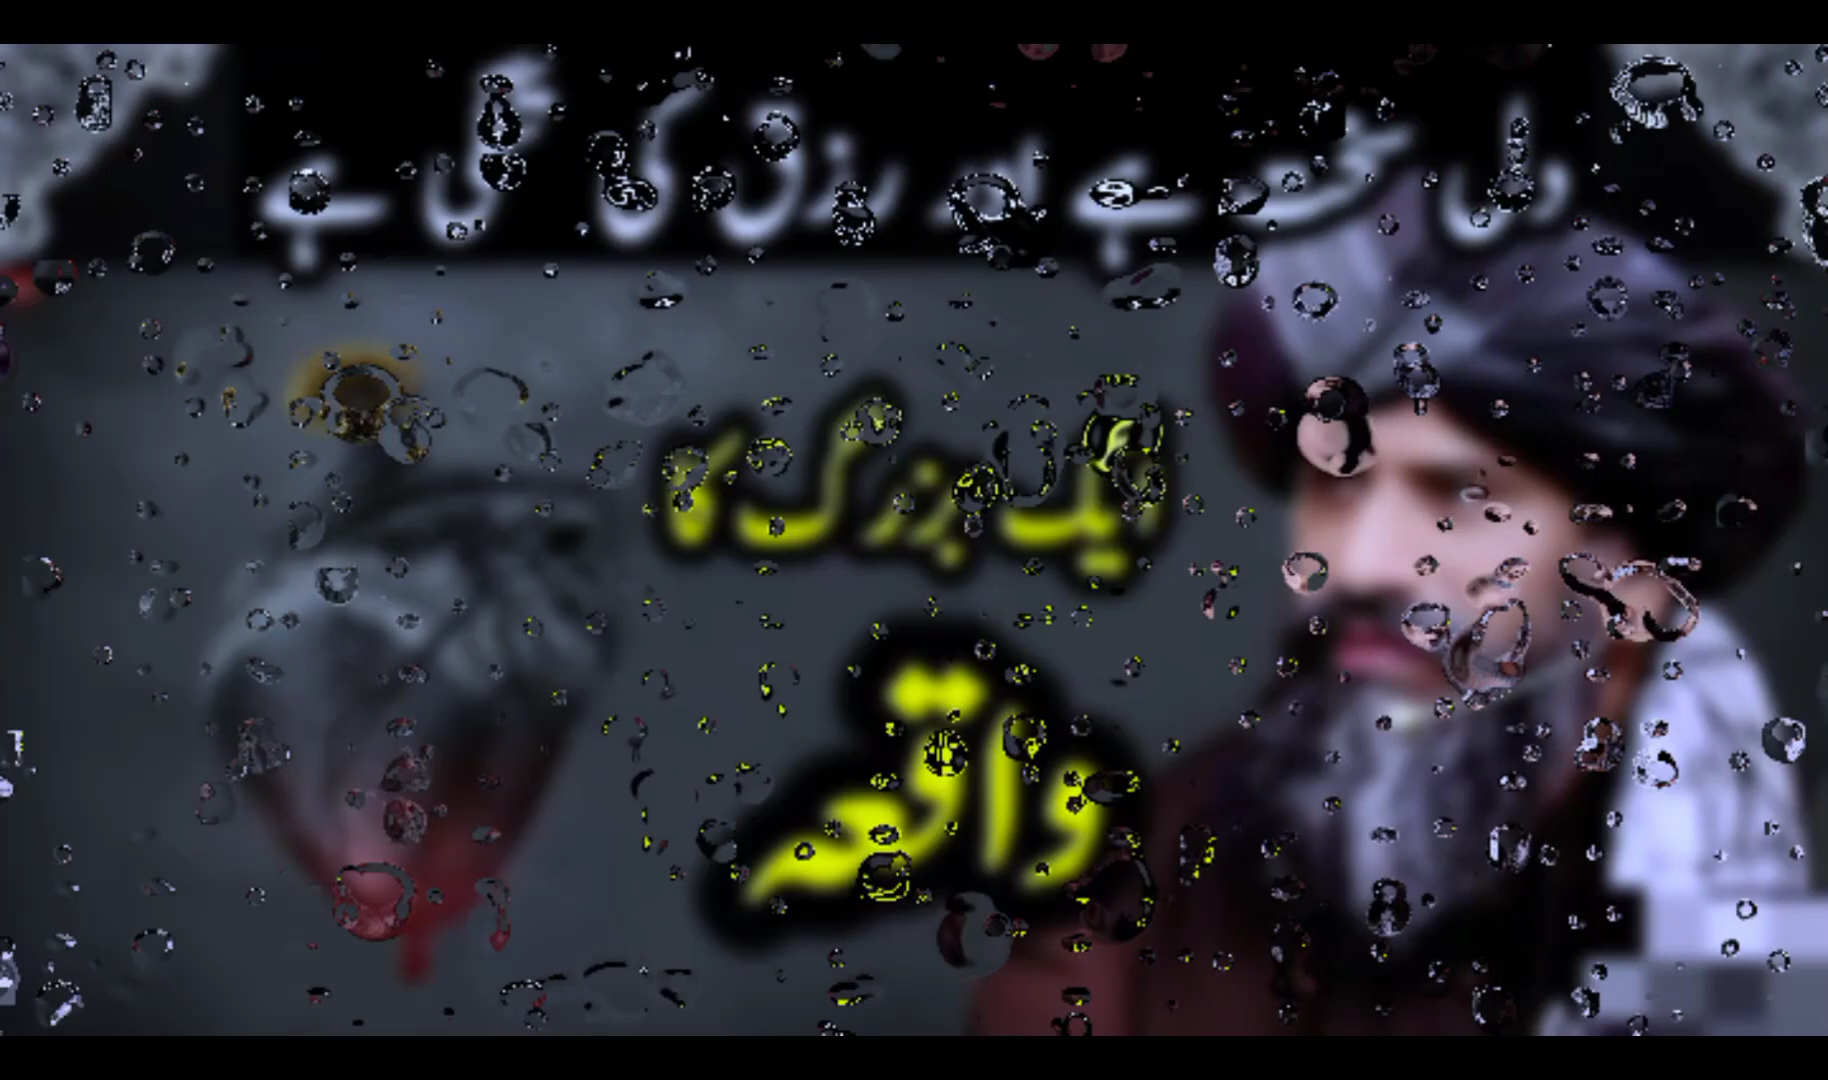 دل سخت ہے اور رزق کی تنگی ہے
ایک بزرگ کا
واقعہ